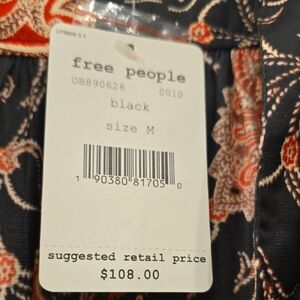 free people
OB890626 0010
black
size M
1 90380 81705 0
suggested retail price
$108.00